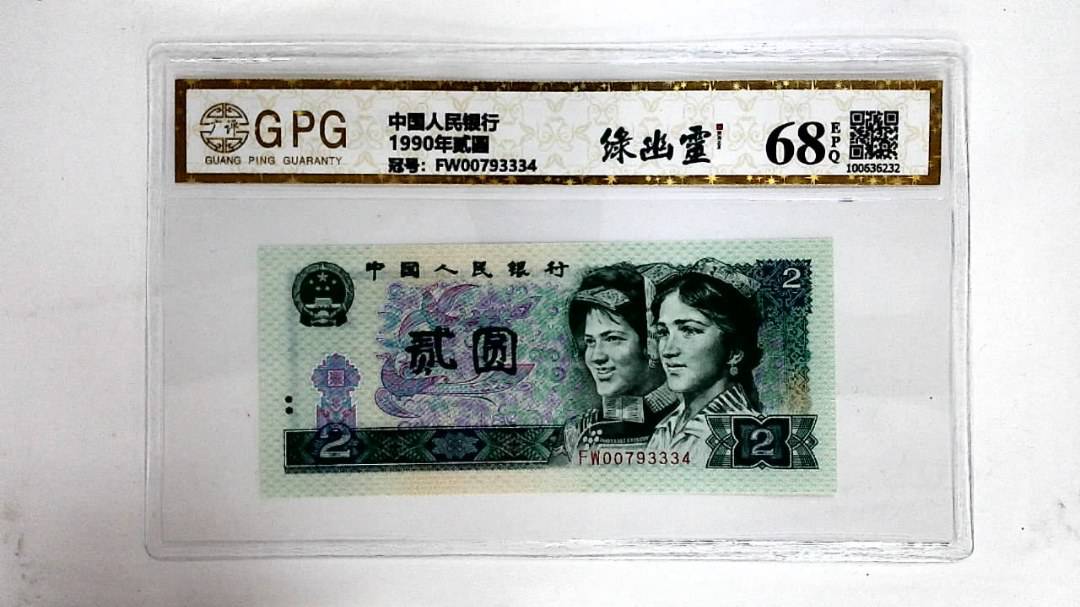 GPG
GUANG PING GUARANTY
中国人民银行
1990年贰圆
冠号：FW00793334
绿幽灵
68
EPQ
100636232
中国人民银行
贰圆
2
2
2
FW00793334